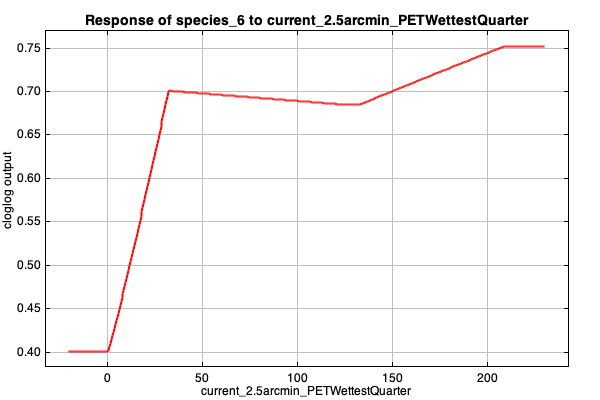 Response of species_6 to current_2.5arcmin_PETWettestQuarter
0.75
0.70
0.65
0.60
0.55
0.50
0.45
0.40
cloglog output
0 50 100 150 200
current_2.5arcmin_PETWettestQuarter